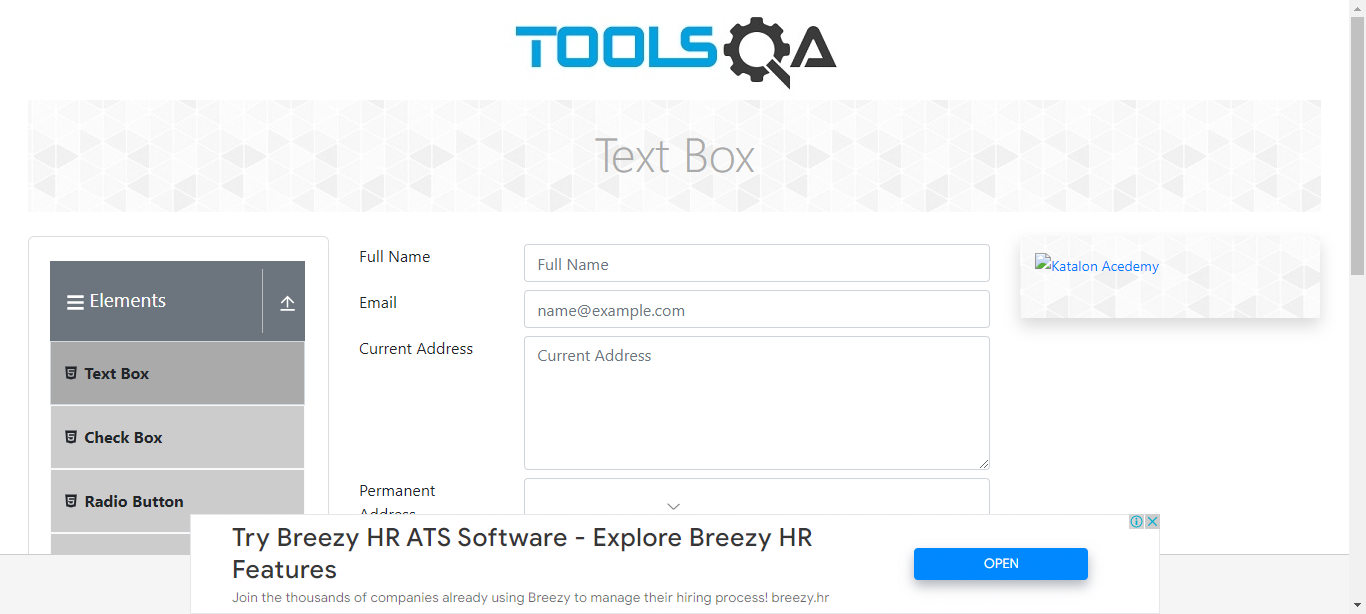 TOOLSQA
Text Box
Elements
Text Box
Check Box
Radio Button
Full Name
Full Name
Email
name@example.com
Current Address
Current Address
Permanent
Address
Katalon Acedemy
Try Breezy HR ATS Software - Explore Breezy HR
Features
Join the thousands of companies already using Breezy to manage their hiring process! breezy.hr
OPEN